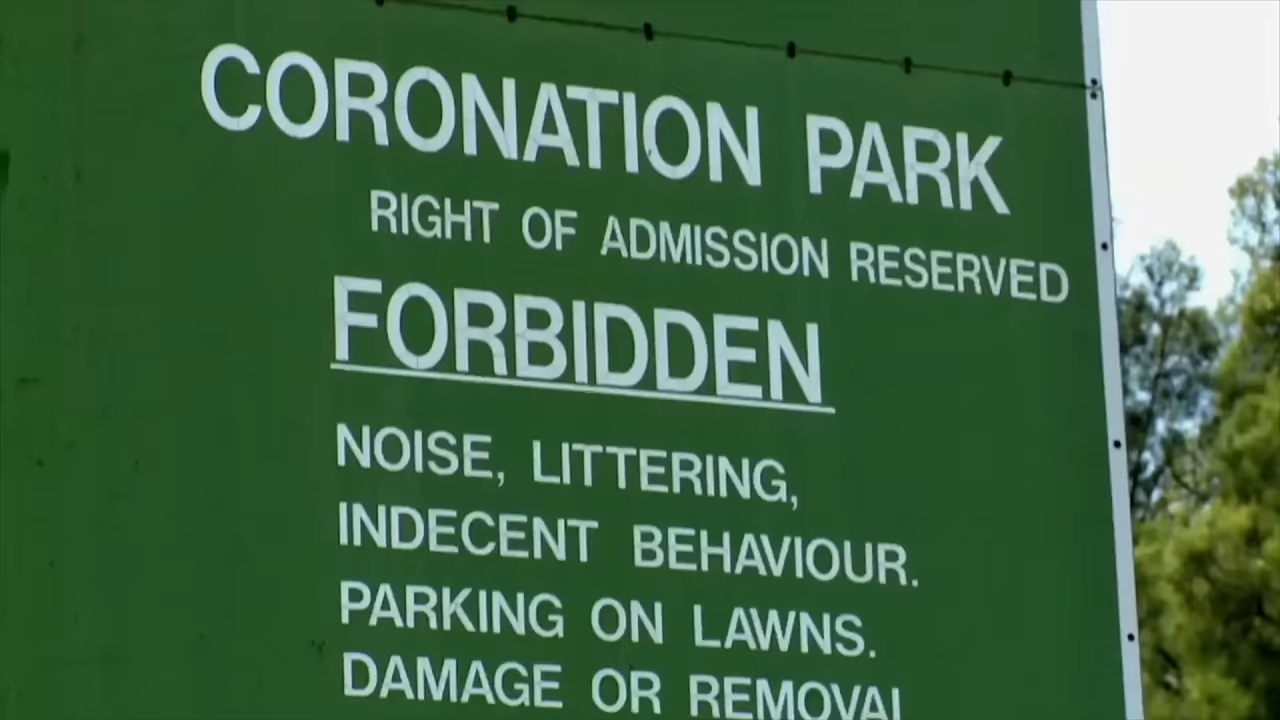 CORONATION PARK
RIGHT OF ADMISSION RESERVED
FORBIDDEN
NOISE, LITTERING,
INDECENT BEHAVIOUR.
PARKING ON LAWNS.
DAMAGE OR REMOVAL